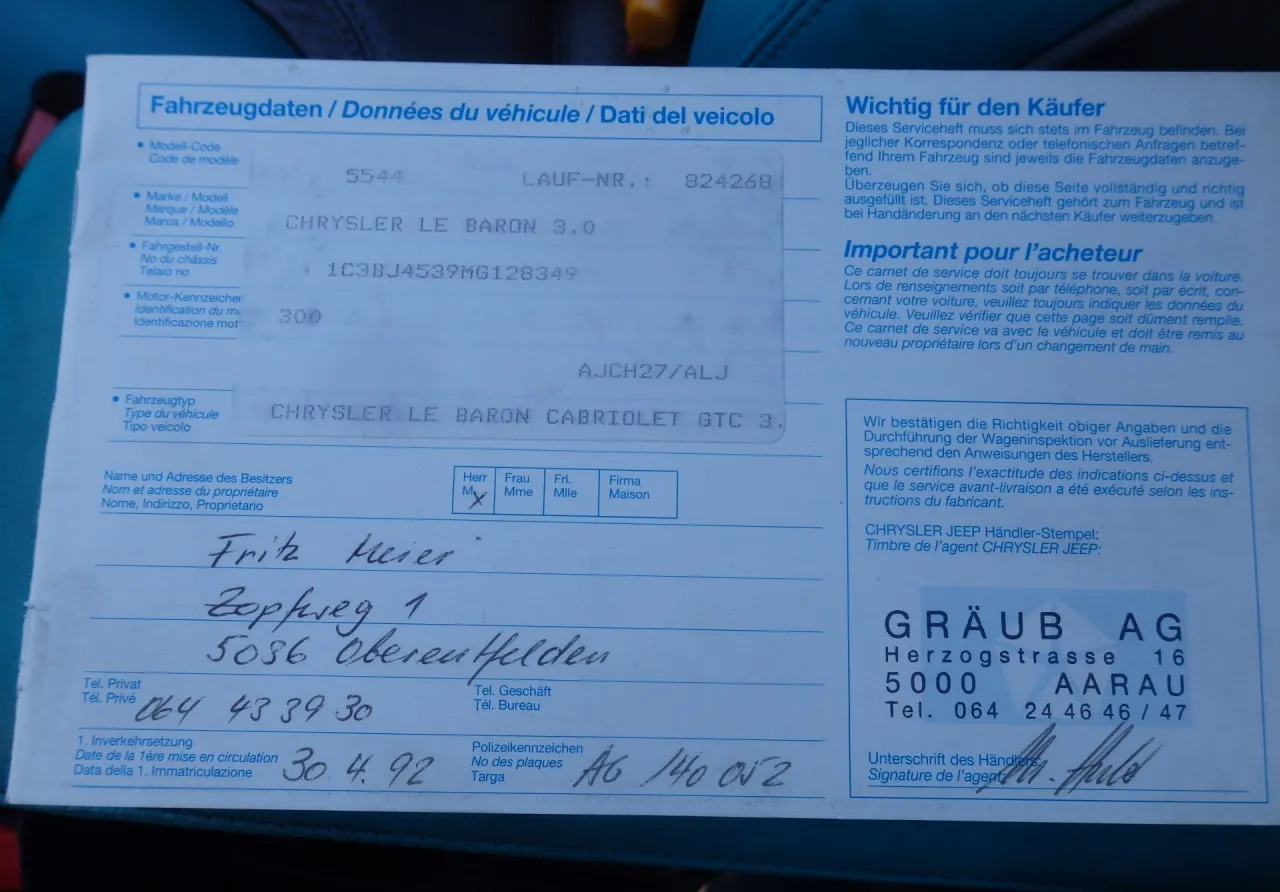 Fahrzeugdaten / Données du véhicule / Dati del veicolo
• Modell-Code
Code de modèle
5544 LAUF-NR.: 824268
• Marke / Modell
Marque / Modèle
Marca / Modello
CHRYSLER LE BARON 3.0
• Fahrgestell-Nr.
No du châssis
Telaio no
1C3BJ4539MG128349
• Motor-Kennzeichen
Identification du m
Identificazione mot
300
AJCH27/ALJ
• Fahrzeugtyp
Type du véhicule
Tipo veicolo
CHRYSLER LE BARON CABRIOLET GTC 3.
Name und Adresse des Besitzers
Nom et adresse du propriétaire
Nome, Indirizzo, Proprietario
Herr
M.
Frau
Mme
Frl.
Mlle
Firma
Maison
Fritz Meier
Zopfweg 1
5036 Oberentfelden
Tel. Privat
Tél. Privé
064 43 39 30
Tel. Geschäft
Tél. Bureau
1. Inverkehrsetzung
Date de la 1ère mise en circulation
Data della 1. Immatricolazione
30. 4. 92
Polizeikennzeichen
No des plaques
Targa
AG 140 052
Wichtig für den Käufer
Dieses Serviceheft muss sich stets im Fahrzeug befinden. Bei
jeglicher Korrespondenz oder telefonischen Anfragen betref-
fend Ihrem Fahrzeug sind jeweils die Fahrzeugdaten anzuge-
ben.
Überzeugen Sie sich, ob diese Seite vollständig und richtig
ausgefüllt ist. Dieses Serviceheft gehört zum Fahrzeug und ist
bei Handänderung an den nächsten Käufer weiterzugeben.
Important pour l'acheteur
Ce carnet de service doit toujours se trouver dans la voiture.
Lors de renseignements soit par téléphone, soit par écrit, con-
cernant votre voiture, veuillez toujours indiquer les données du
véhicule. Veuillez vérifier que cette page soit dûment remplie.
Ce carnet de service va avec le véhicule et doit être remis au
nouveau propriétaire lors d'un changement de main.
Wir bestätigen die Richtigkeit obiger Angaben und die
Durchführung der Wageninspektion vor Auslieferung ent-
sprechend den Anweisungen des Herstellers.
Nous certifions l'exactitude des indications ci-dessus et
que le service avant-livraison a été exécuté selon les ins-
tructions du fabricant.
CHRYSLER JEEP Händler-Stempel:
Timbre de l'agent CHRYSLER JEEP:
GRÄUB AG
Herzogstrasse 16
5000 AARAU
Tel. 064 24 46 46 / 47
Unterschrift des Händlers
Signature de l'agent